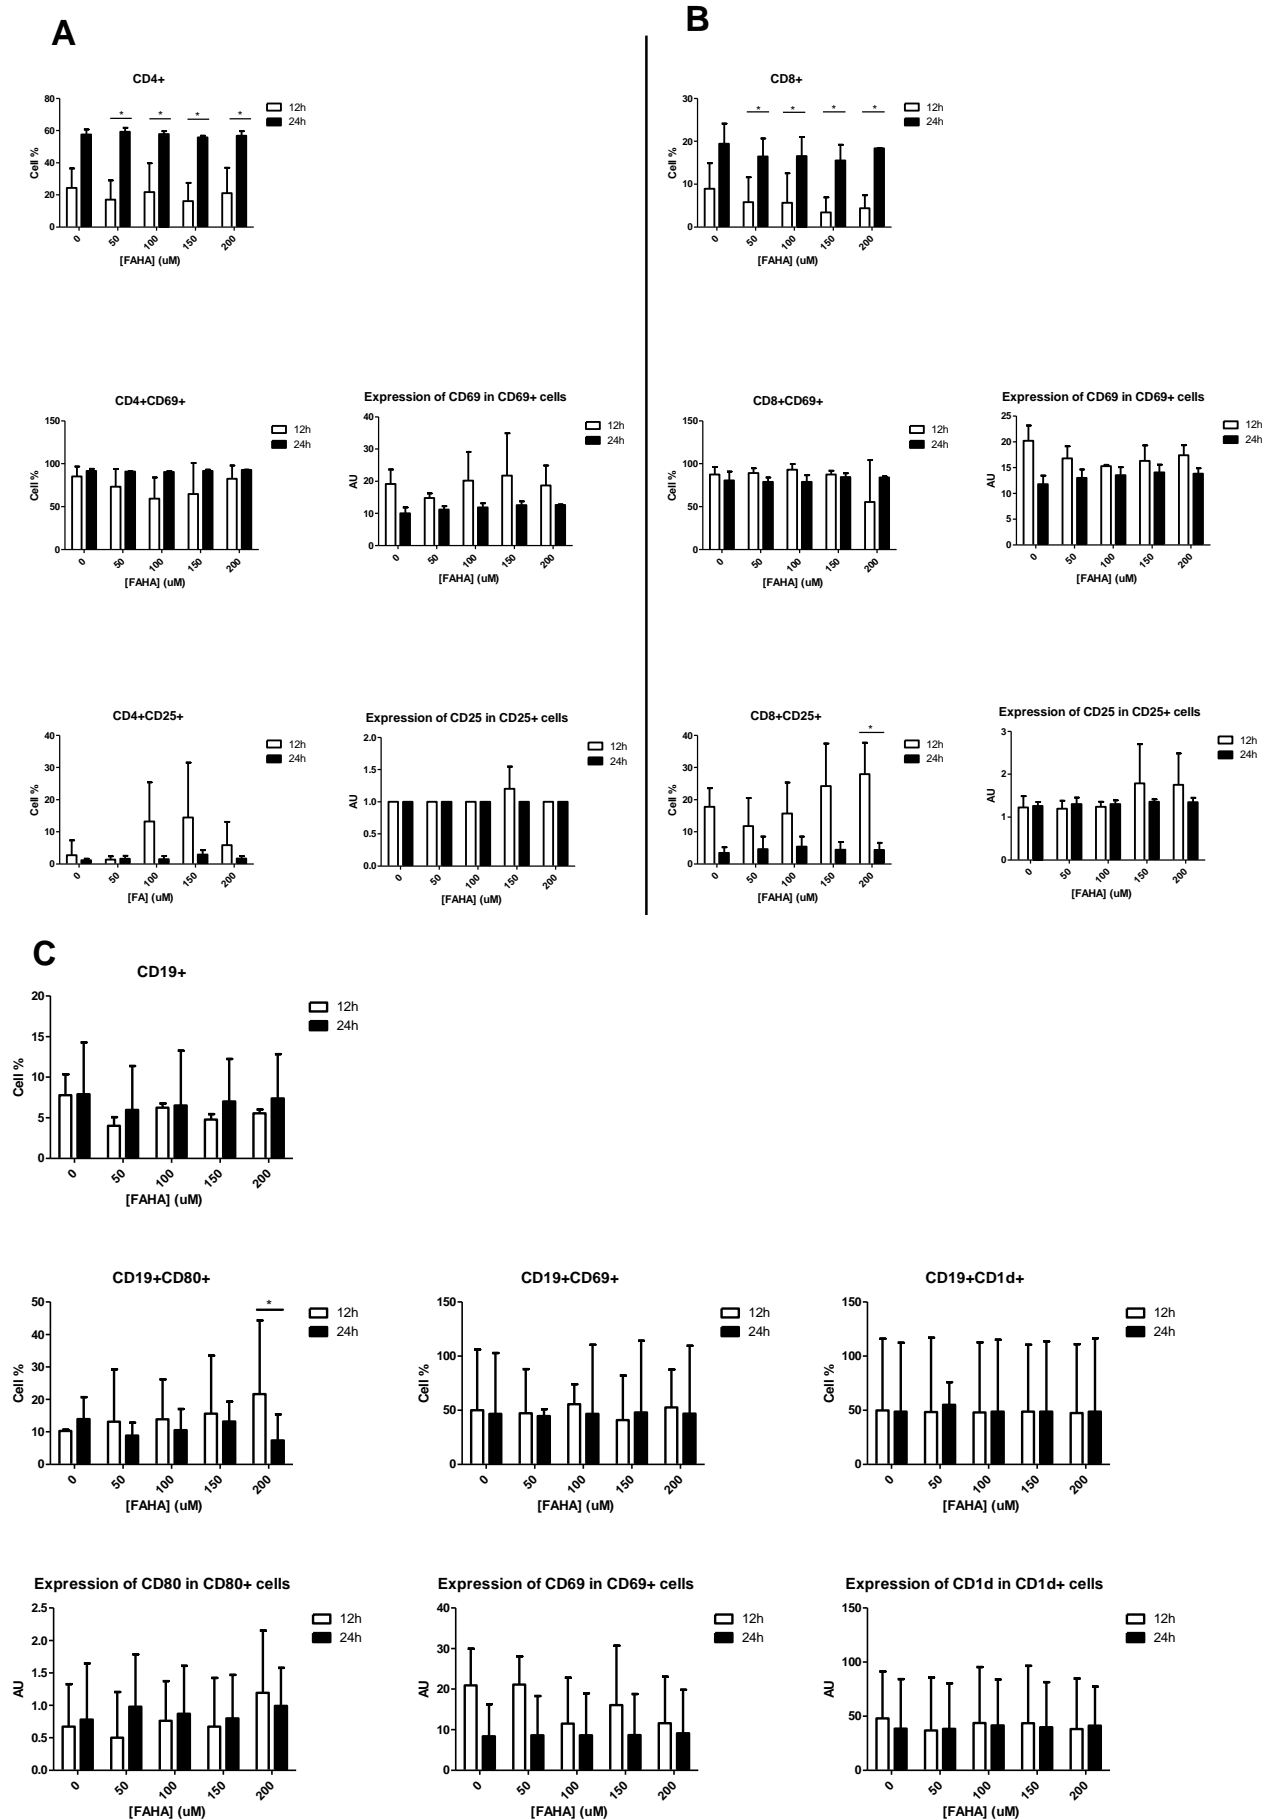 A
B
CD4+
80
60
40
20
0
Cell %
* * * *
12h
24h
0 50 100 150 200
[FAHA] (uM)
CD8+
30
20
10
0
Cell %
* * * *
12h
24h
0 50 100 150 200
[FAHA] (uM)
CD4+CD69+
150
100
50
0
Cell %
12h
24h
0 50 100 150 200
[FAHA] (uM)
Expression of CD69 in CD69+ cells
40
30
20
10
0
AU
12h
24h
0 50 100 150 200
[FAHA] (uM)
CD8+CD69+
150
100
50
0
Cell %
12h
24h
0 50 100 150 200
[FAHA] (uM)
Expression of CD69 in CD69+ cells
25
20
15
10
5
0
AU
12h
24h
0 50 100 150 200
[FAHA] (uM)
CD4+CD25+
40
30
20
10
0
Cell %
12h
24h
0 50 100 150 200
[FA] (uM)
Expression of CD25 in CD25+ cells
2.0
1.5
1.0
0.5
0.0
AU
12h
24h
0 50 100 150 200
[FAHA] (uM)
CD8+CD25+
40
30
20
10
0
Cell %
*
12h
24h
0 50 100 150 200
[FAHA] (uM)
Expression of CD25 in CD25+ cells
3
2
1
0
AU
12h
24h
0 50 100 150 200
[FAHA] (uM)
C
CD19+
20
15
10
5
0
Cell %
12h
24h
0 50 100 150 200
[FAHA] (uM)
CD19+CD80+
50
40
30
20
10
0
Cell %
*
12h
24h
0 50 100 150 200
[FAHA] (uM)
CD19+CD69+
150
100
50
0
Cell %
12h
24h
0 50 100 150 200
[FAHA] (uM)
CD19+CD1d+
150
100
50
0
Cell %
12h
24h
0 50 100 150 200
[FAHA] (uM)
Expression of CD80 in CD80+ cells
2.5
2.0
1.5
1.0
0.5
0.0
AU
12h
24h
0 50 100 150 200
[FAHA] (uM)
Expression of CD69 in CD69+ cells
40
30
20
10
0
AU
12h
24h
0 50 100 150 200
[FAHA] (uM)
Expression of CD1d in CD1d+ cells
150
100
50
0
AU
12h
24h
0 50 100 150 200
[FAHA] (uM)